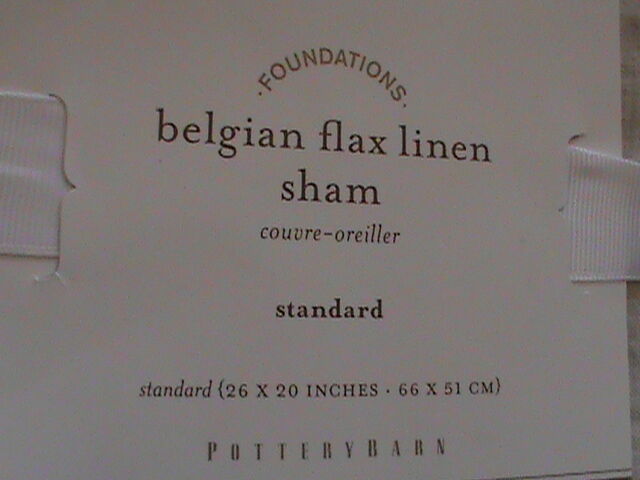 ·FOUNDATIONS·
belgian flax linen
sham
couvre-oreiller
standard
standard {26 X 20 INCHES · 66 X 51 CM}
POTTERYBARN